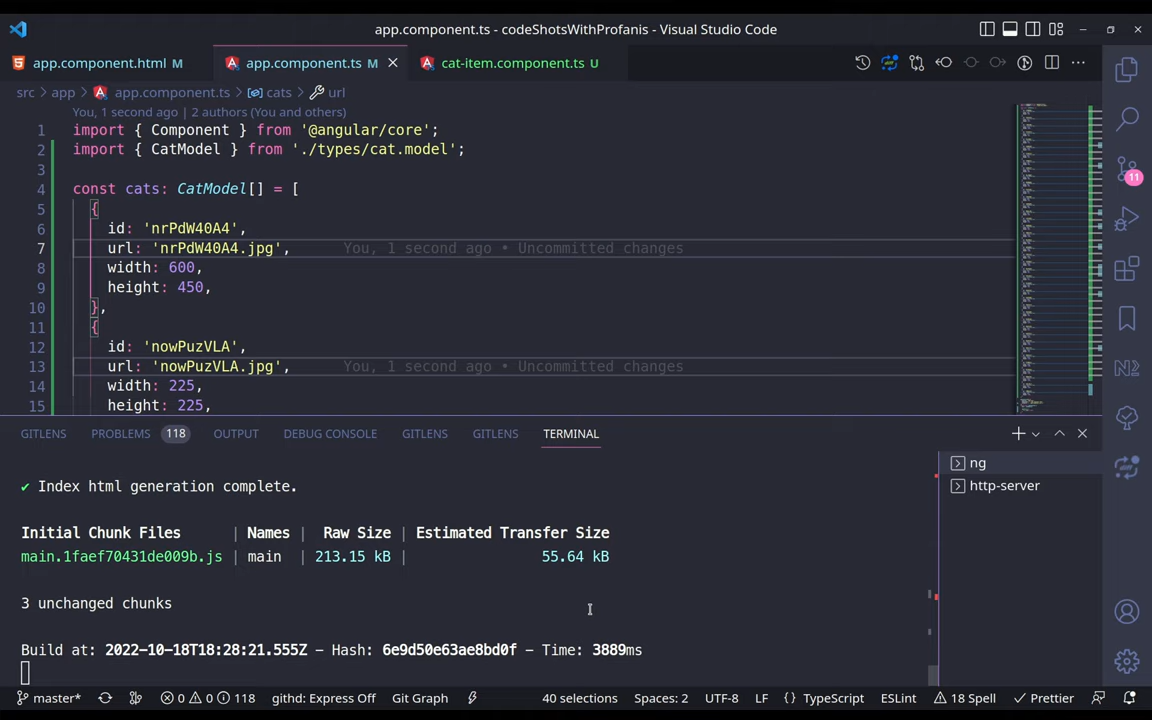 app.component.ts - codeShotsWithProfanis - Visual Studio Code
app.component.html M app.component.ts M cat-item.component.ts U
src app app.component.ts cats url
You, 1 second ago | 2 authors (You and others)
1 import { Component } from '@angular/core';
2 import { CatModel } from './types/cat.model';
3
4 const cats: CatModel[] = [
5 {
6 id: 'nrPdW40A4',
7 url: 'nrPdW40A4.jpg', You, 1 second ago • Uncommitted changes
8 width: 600,
9 height: 450,
10 },
11 {
12 id: 'nowPuzVLA',
13 url: 'nowPuzVLA.jpg', You, 1 second ago • Uncommitted changes
14 width: 225,
15 height: 225,
11
GITLENS PROBLEMS 118 OUTPUT DEBUG CONSOLE GITLENS GITLENS TERMINAL
ng
http-server
✔ Index html generation complete.
Initial Chunk Files | Names | Raw Size | Estimated Transfer Size
main.1faef70431de009b.js | main | 213.15 kB | 55.64 kB
3 unchanged chunks
Build at: 2022-10-18T18:28:21.555Z - Hash: 6e9d50e63ae8bd0f - Time: 3889ms
master* 0 0 118 githd: Express Off Git Graph 40 selections Spaces: 2 UTF-8 LF {} TypeScript ESLint 18 Spell Prettier